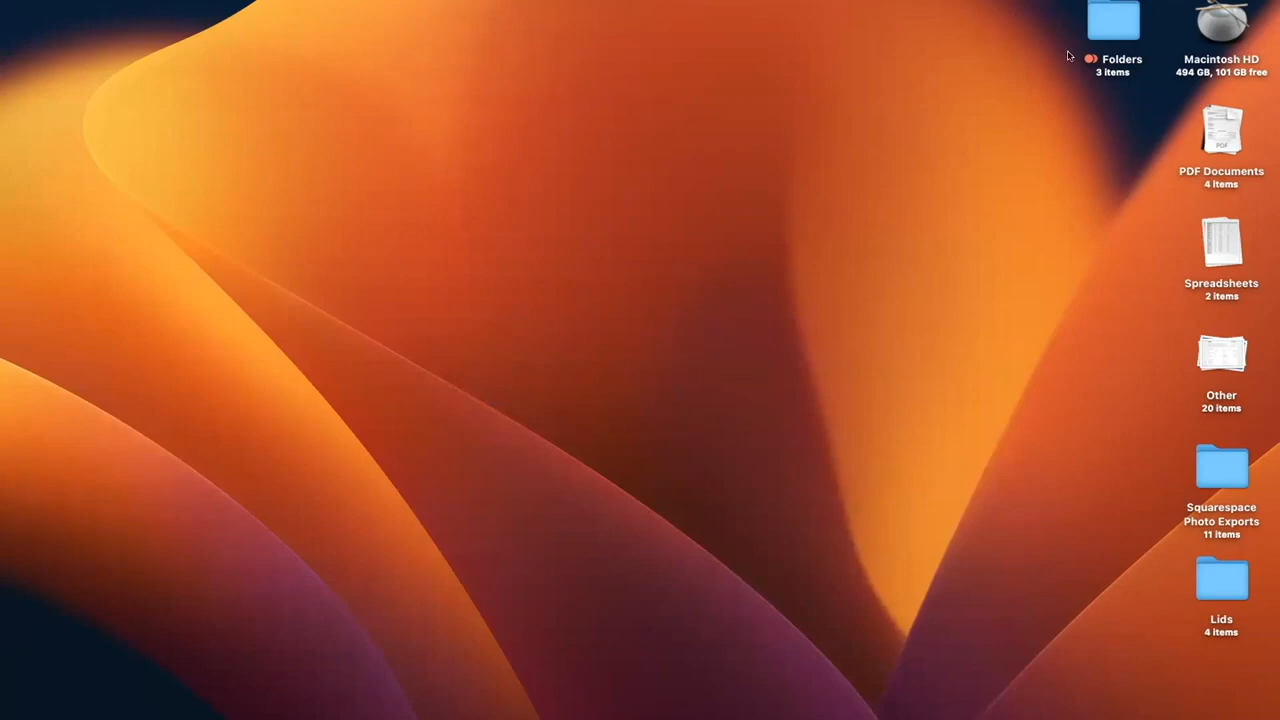 Folders
3 items
Macintosh HD
494 GB, 101 GB free
PDF
PDF Documents
4 items
Spreadsheets
2 items
Other
20 items
Squarespace
Photo Exports
11 items
Lids
4 items